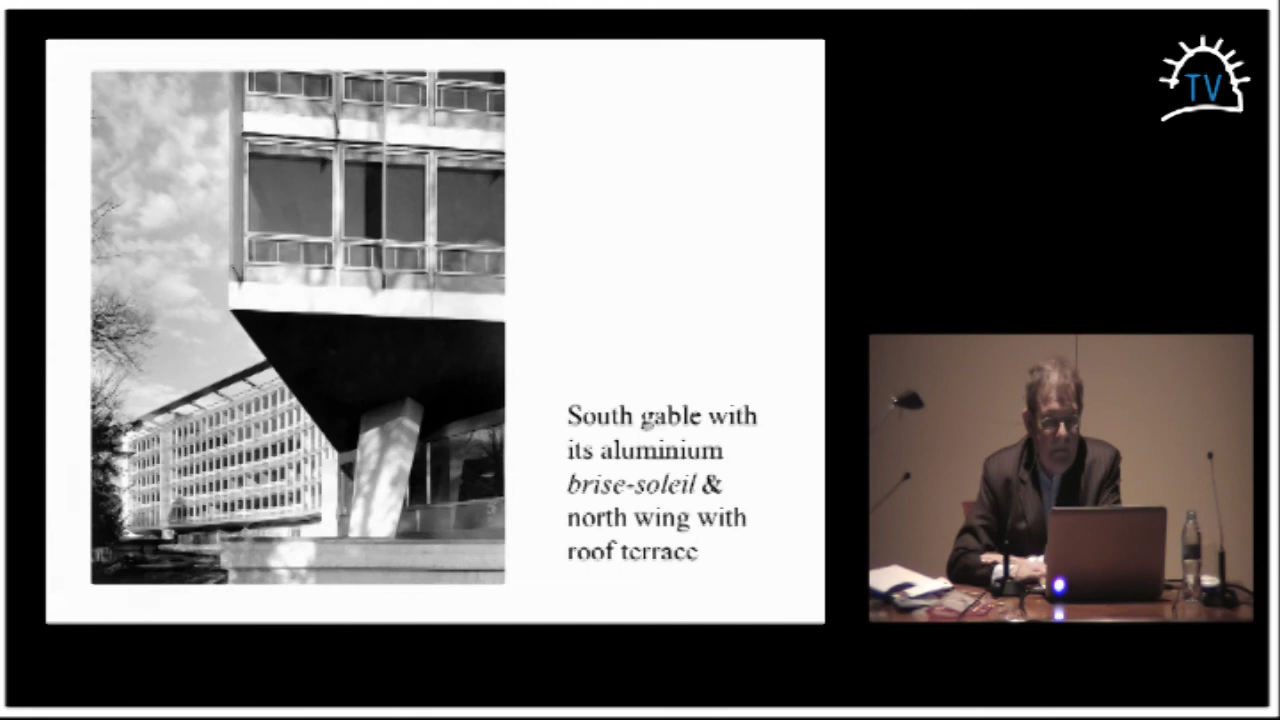 TV
South gable with
its aluminium
brise-soleil &
north wing with
roof terrace